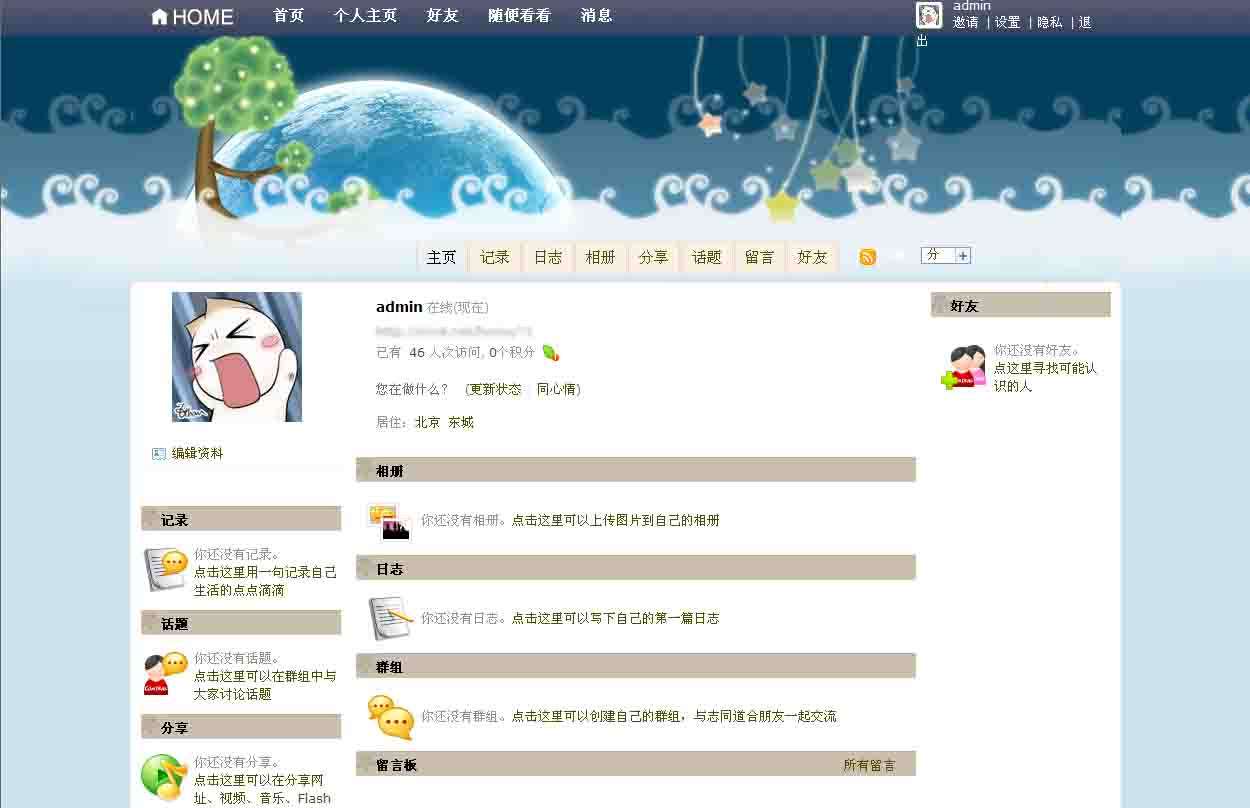 HOME 首页 个人主页 好友 随便看看 消息
admin
邀请 | 设置 | 隐私 | 退
出
主页 记录 日志 相册 分享 话题 留言 好友 分 +
admin 在线(现在)
已有 46 人次访问, 0个积分
您在做什么? (更新状态 同心情)
居住: 北京 东城
编辑资料
记录
你还没有记录。
点击这里用一句记录自己
生活的点点滴滴
话题
你还没有话题。
点击这里可以在群组中与
大家讨论话题
分享
你还没有分享。
点击这里可以在分享网
址、视频、音乐、Flash
相册
你还没有相册。点击这里可以上传图片到自己的相册
日志
你还没有日志。点击这里可以写下自己的第一篇日志
群组
你还没有群组。点击这里可以创建自己的群组，与志同道合朋友一起交流
留言板 所有留言
好友
你还没有好友。
点这里寻找可能认
识的人